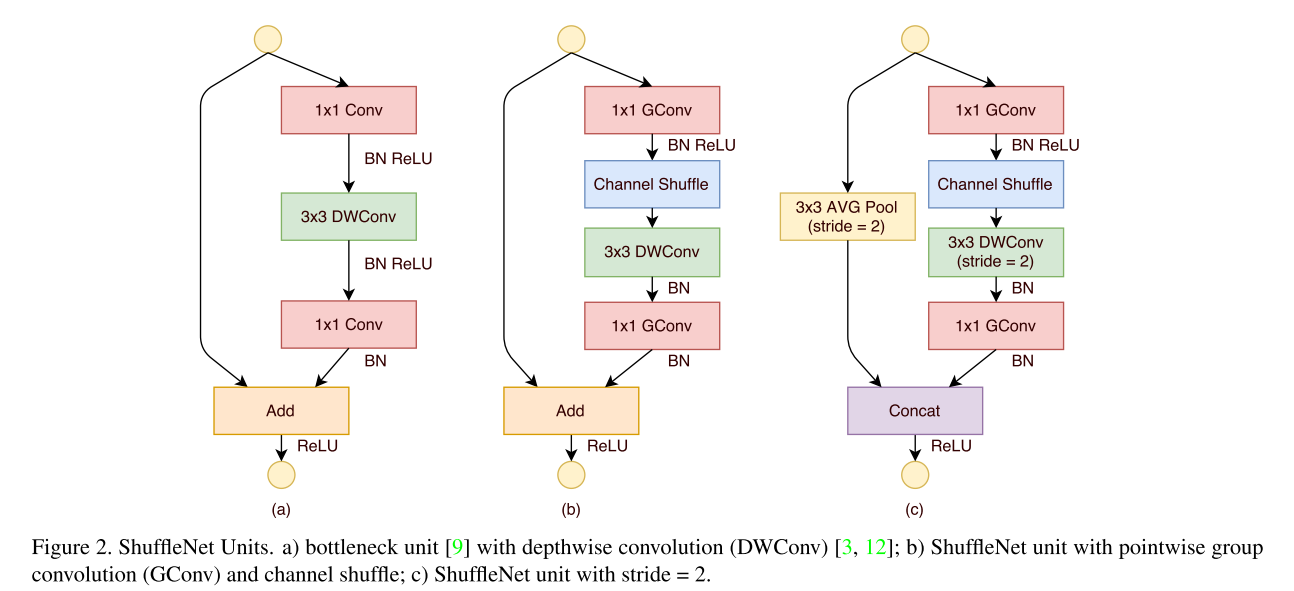 1x1 Conv
BN ReLU
3x3 DWConv
BN ReLU
1x1 Conv
BN
Add
ReLU
(a)
1x1 GConv
BN ReLU
Channel Shuffle
3x3 DWConv
BN
1x1 GConv
BN
Add
ReLU
(b)
1x1 GConv
BN ReLU
Channel Shuffle
3x3 AVG Pool
(stride = 2)
3x3 DWConv
(stride = 2)
BN
1x1 GConv
BN
Concat
ReLU
(c)
Figure 2. ShuffleNet Units. a) bottleneck unit [9] with depthwise convolution (DWConv) [3, 12]; b) ShuffleNet unit with pointwise group
convolution (GConv) and channel shuffle; c) ShuffleNet unit with stride = 2.